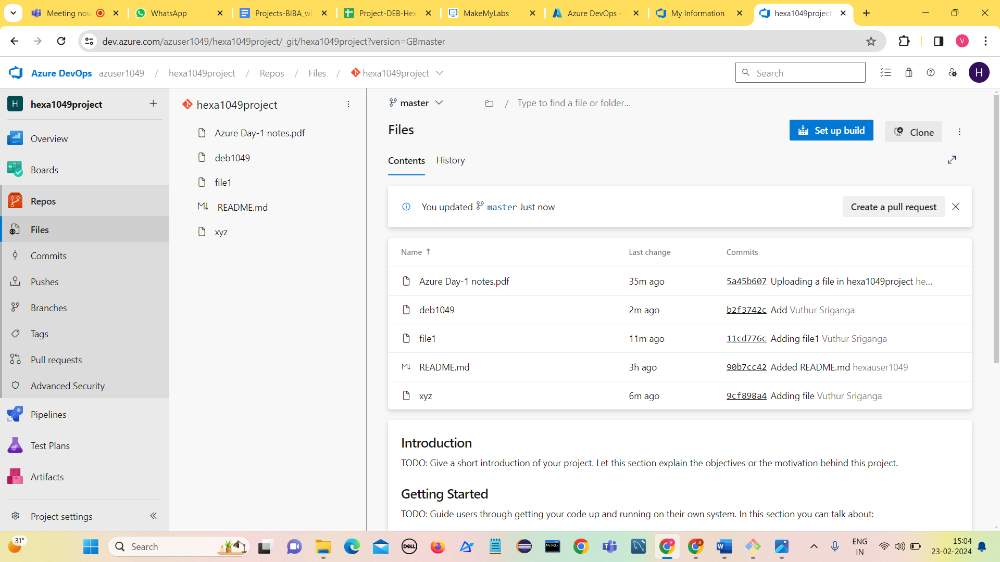 Meeting now
WhatsApp
Projects-BIBA_wi
Project-DEB-Hex
MakeMyLabs
Azure DevOps -
My Information
hexa1049project
dev.azure.com/azuser1049/hexa1049project/_git/hexa1049project?version=GBmaster
V
Azure DevOps azuser1049 / hexa1049project / Repos / Files / hexa1049project
Search
H
H hexa1049project
Overview
Boards
Repos
Files
Commits
Pushes
Branches
Tags
Pull requests
Advanced Security
Pipelines
Test Plans
Artifacts
Project settings
hexa1049project
Azure Day-1 notes.pdf
deb1049
file1
README.md
xyz
master / Type to find a file or folder...
Files
Set up build
Clone
Contents History
You updated master Just now
Create a pull request
Name Last change Commits
Azure Day-1 notes.pdf 35m ago 5a45b607 Uploading a file in hexa1049project he...
deb1049 2m ago b2f3742c Add Vuthur Sriganga
file1 11m ago 11cd776c Adding file1 Vuthur Sriganga
README.md 3h ago 90b7cc42 Added README.md hexauser1049
xyz 6m ago 9cf898a4 Adding file Vuthur Sriganga
Introduction
TODO: Give a short introduction of your project. Let this section explain the objectives or the motivation behind this project.
Getting Started
TODO: Guide users through getting your code up and running on their own system. In this section you can talk about:
31°
Search
DELL
MySQL
V
S
ENG
IN
15:04
23-02-2024